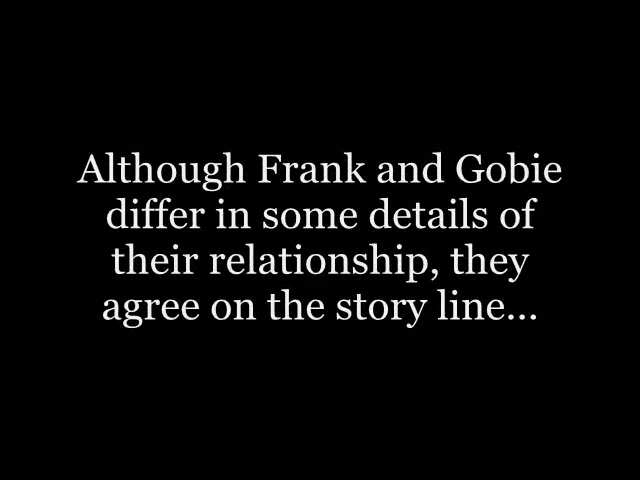 Although Frank and Gobie
differ in some details of
their relationship, they
agree on the story line...